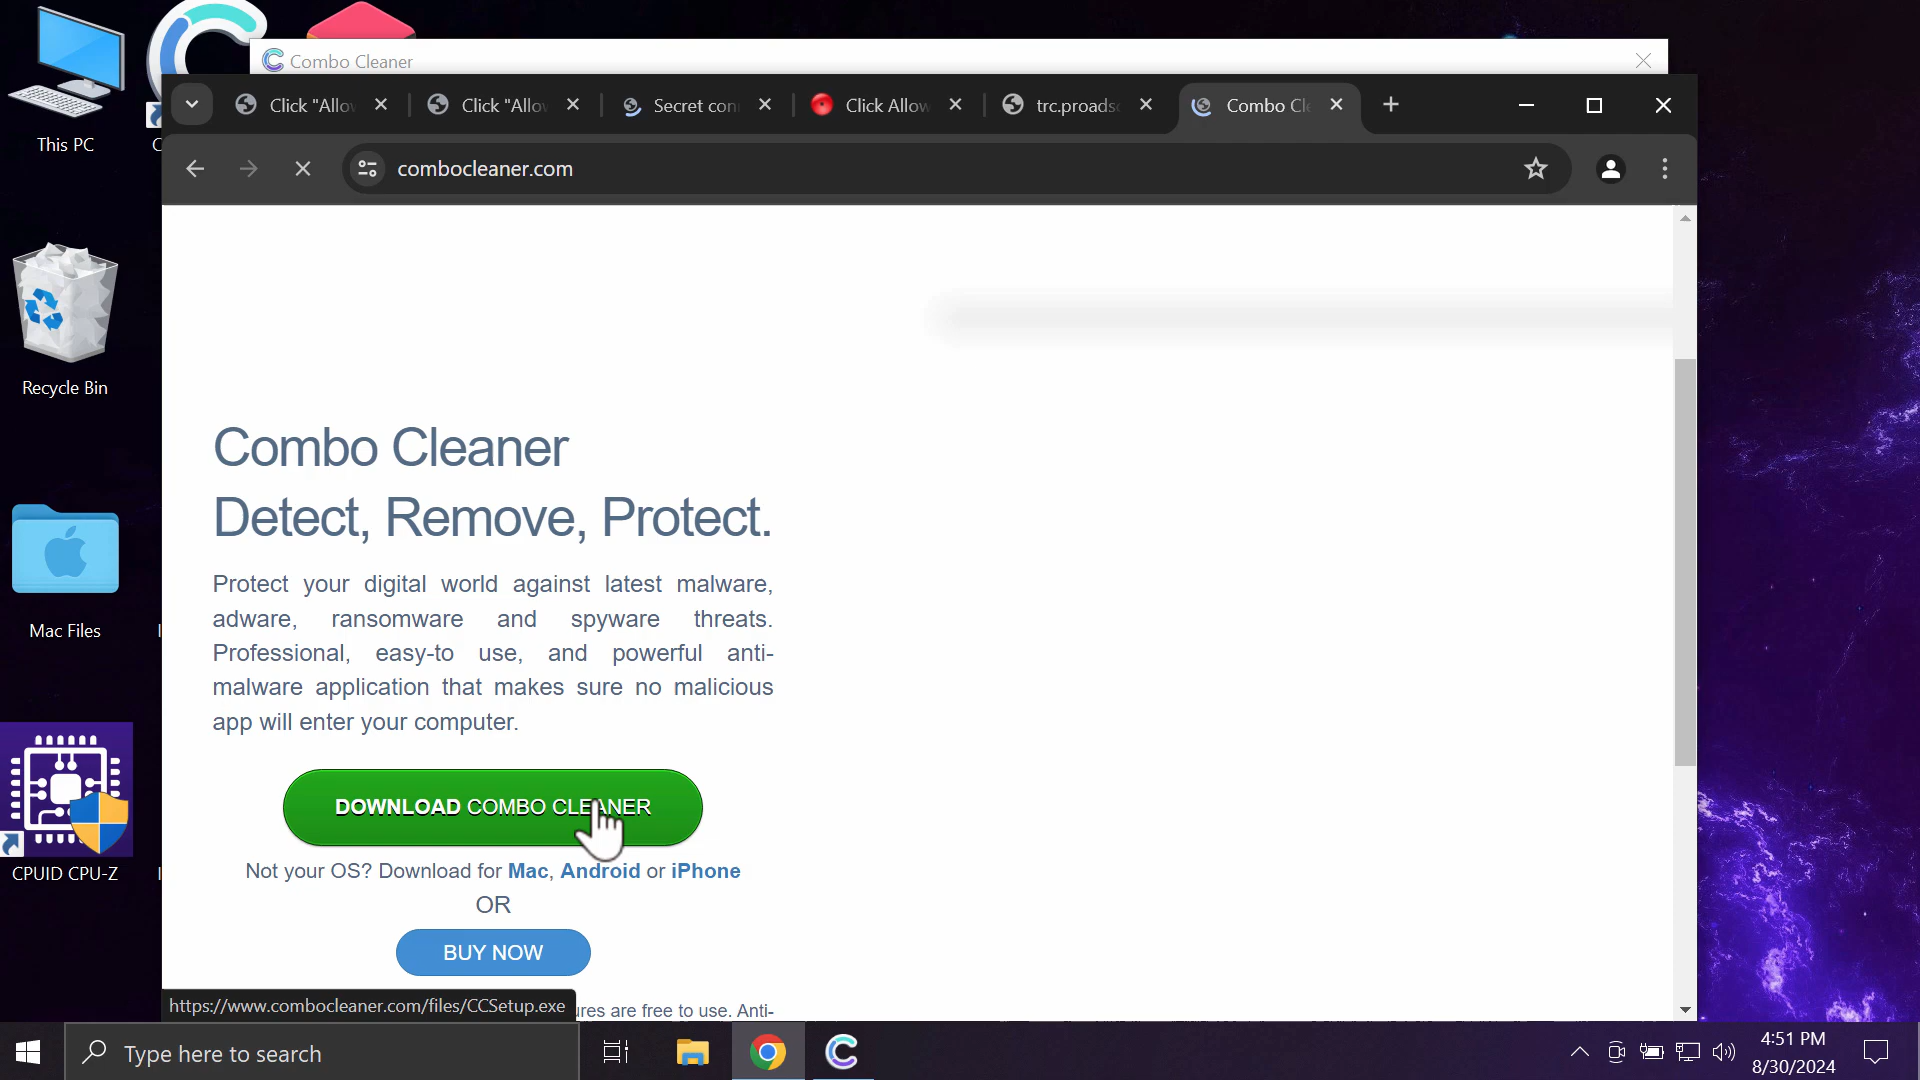 Combo Cleaner
Click "Allo
Click "Allo
Secret con
Click Allow
trc.proads
Combo Cl
combocleaner.com
This PC
Recycle Bin
Mac Files
CPUID CPU-Z
Combo Cleaner
Detect, Remove, Protect.
Protect your digital world against latest malware,
adware, ransomware and spyware threats.
Professional, easy-to use, and powerful anti-
malware application that makes sure no malicious
app will enter your computer.
DOWNLOAD COMBO CLEANER
Not your OS? Download for Mac, Android or iPhone
OR
BUY NOW
https://www.combocleaner.com/files/CCSetup.exe
ures are free to use. Anti-
Type here to search
4:51 PM
8/30/2024